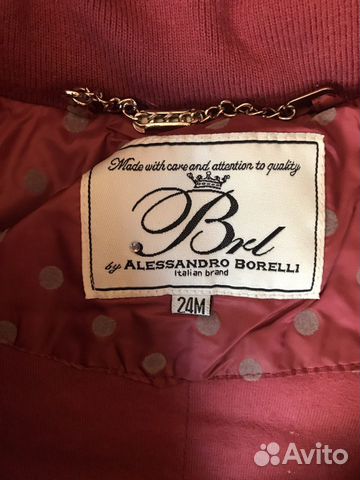 Made with care and attention to quality
Brl
by ALESSANDRO BORELLI
Italian brand
24M
Avito